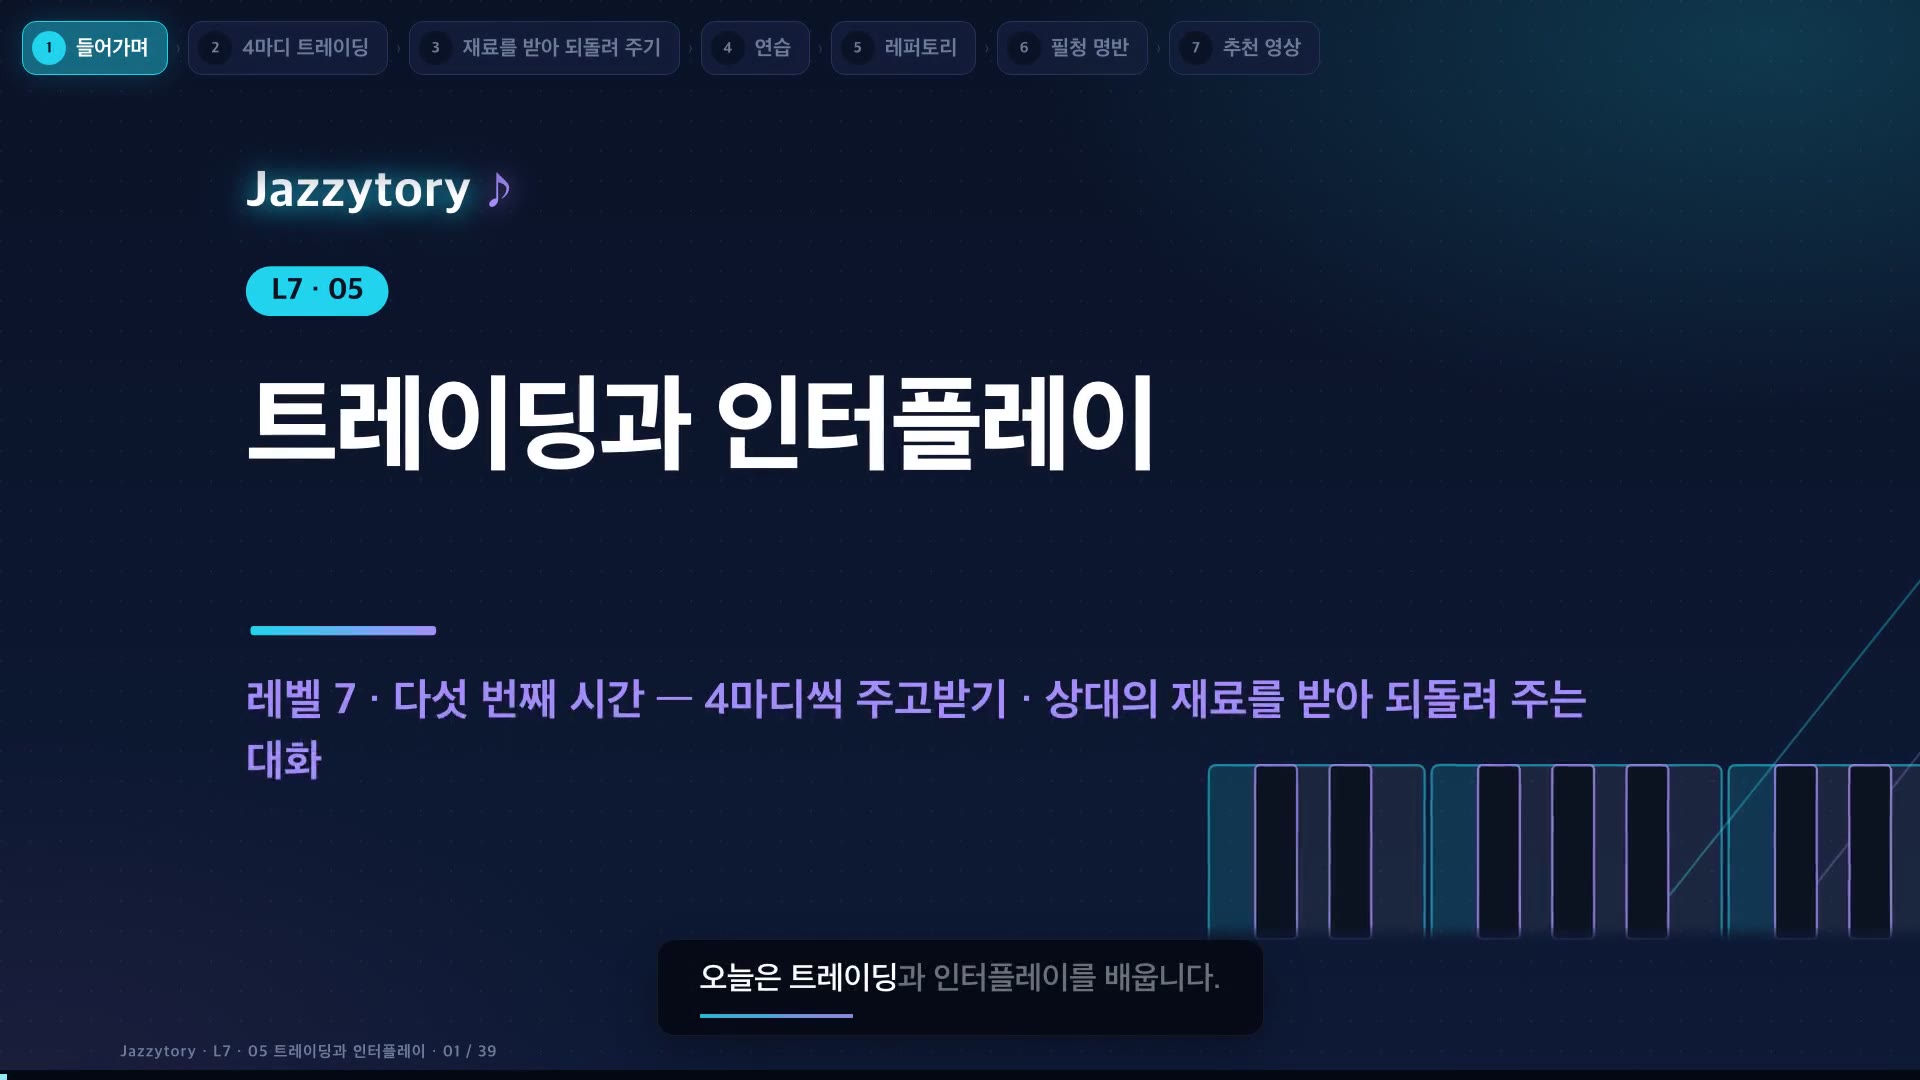 1 들어가며 › 2 4마디 트레이딩 › 3 재료를 받아 되돌려 주기 › 4 연습 › 5 레퍼토리 › 6 필청 명반 › 7 추천 영상
Jazzytory ♪
L7 · 05
트레이딩과 인터플레이
레벨 7 · 다섯 번째 시간 — 4마디씩 주고받기 · 상대의 재료를 받아 되돌려 주는
대화
오늘은 트레이딩과 인터플레이를 배웁니다.
Jazzytory · L7 · 05 트레이딩과 인터플레이 · 01 / 39